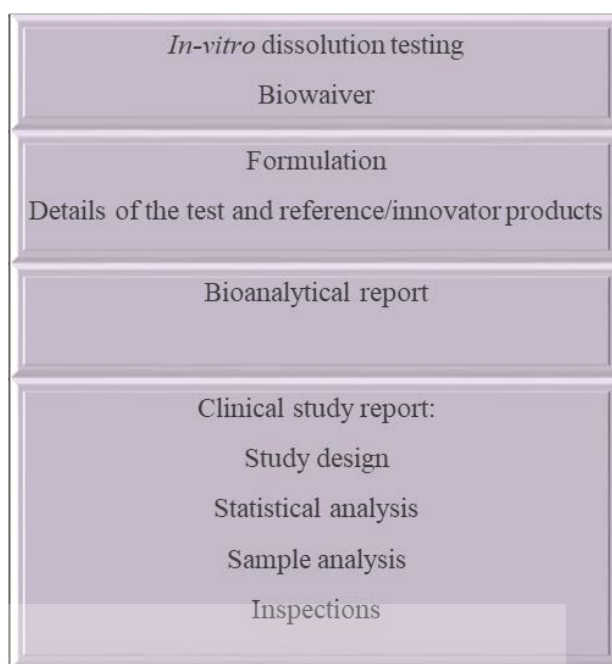 In-vitro dissolution testing
Biowaiver
Formulation
Details of the test and reference/innovator products
Bioanalytical report
Clinical study report:
Study design
Statistical analysis
Sample analysis
Inspections